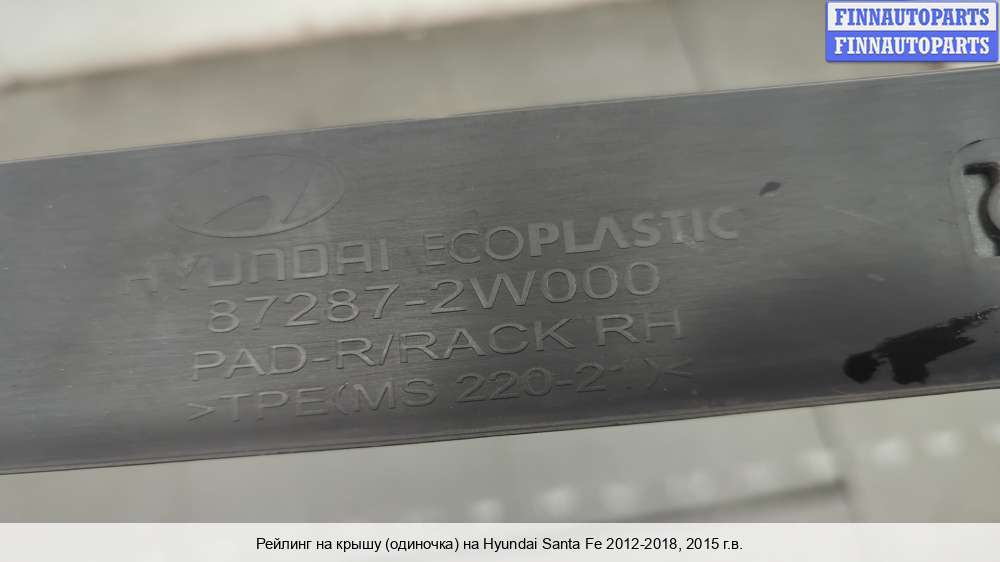 FINNAUTOPARTS
FINNAUTOPARTS
HYUNDAI ECOPLASTIC
87287-2W000
PAD-R/RACK RH
>TPE(MS 220-
Рейлинг на крышу (одиночка) на Hyundai Santa Fe 2012-2018, 2015 г.в.